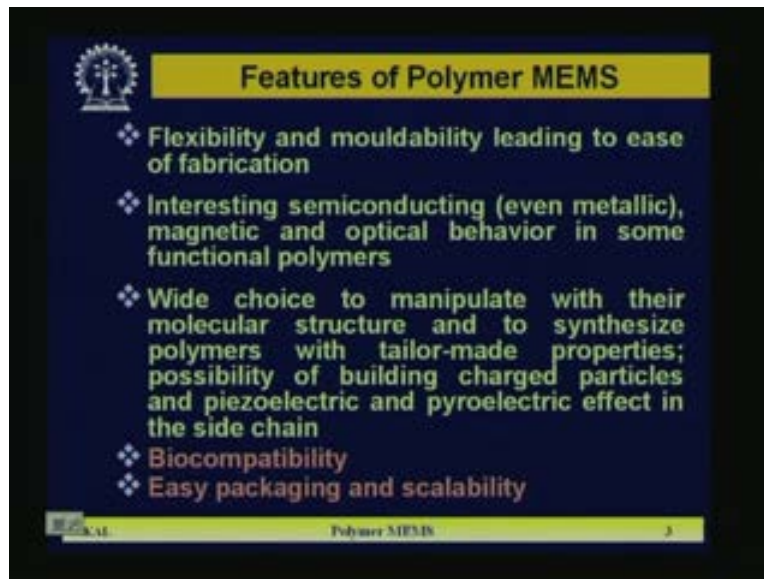 Features of Polymer MEMS
Flexibility and mouldability leading to ease
of fabrication
Interesting semiconducting (even metallic),
magnetic and optical behavior in some
functional polymers
Wide choice to manipulate with their
molecular structure and to synthesize
polymers with tailor-made properties;
possibility of building charged particles
and piezoelectric and pyroelectric effect in
the side chain
Biocompatibility
Easy packaging and scalability
KAL Polymer MEMS 3